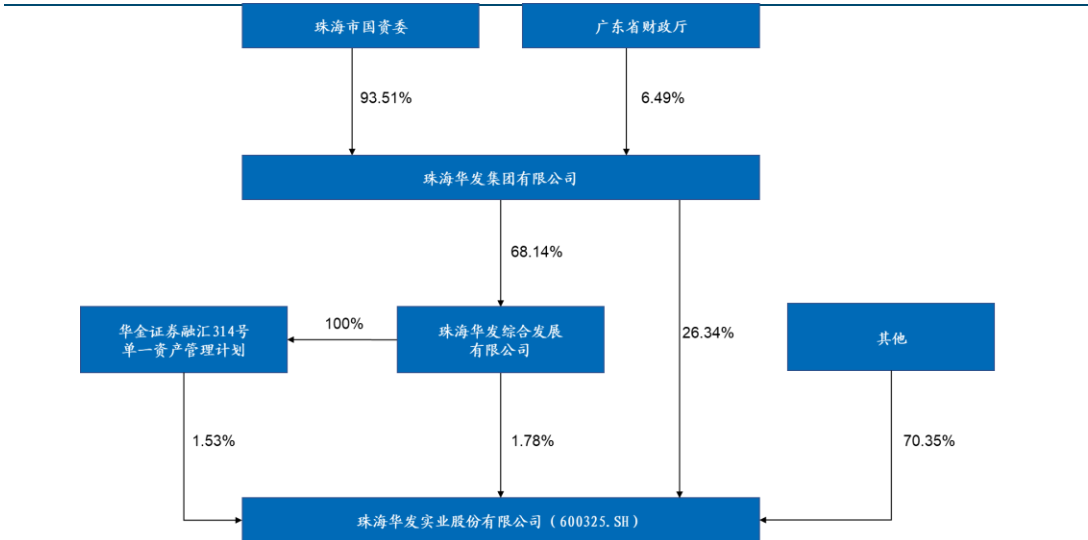 珠海市国资委
广东省财政厅
93.51%
6.49%
珠海华发集团有限公司
68.14%
华金证券融汇314号
单一资产管理计划
100%
珠海华发综合发展
有限公司
26.34%
其他
1.53%
1.78%
70.35%
珠海华发实业股份有限公司（600325.SH）